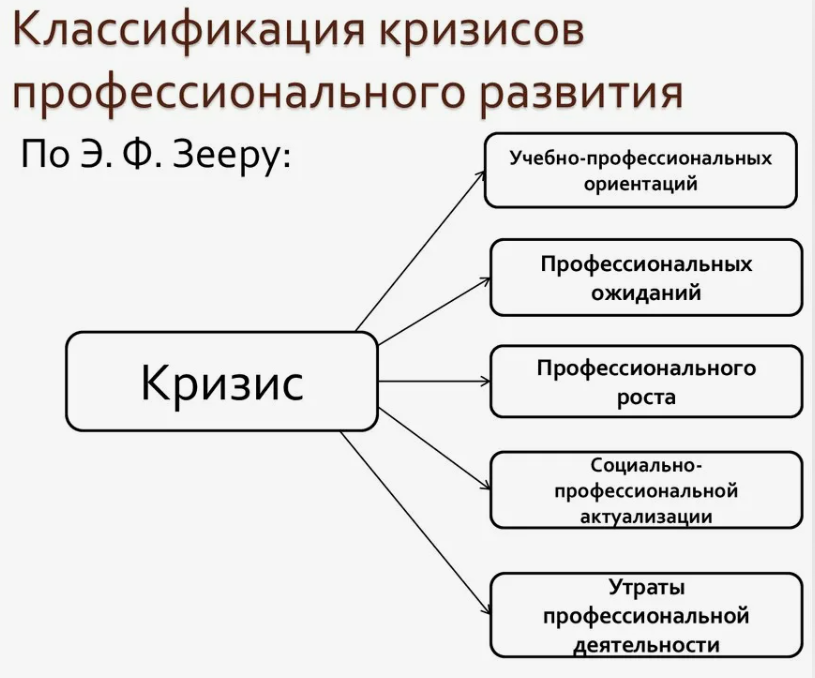 Классификация кризисов
профессионального развития
По Э. Ф. Зееру:
Учебно-профессиональных
ориентаций
Профессиональных
ожиданий
Профессионального
роста
Кризис
Социально-
профессиональной
актуализации
Утраты
профессиональной
деятельности